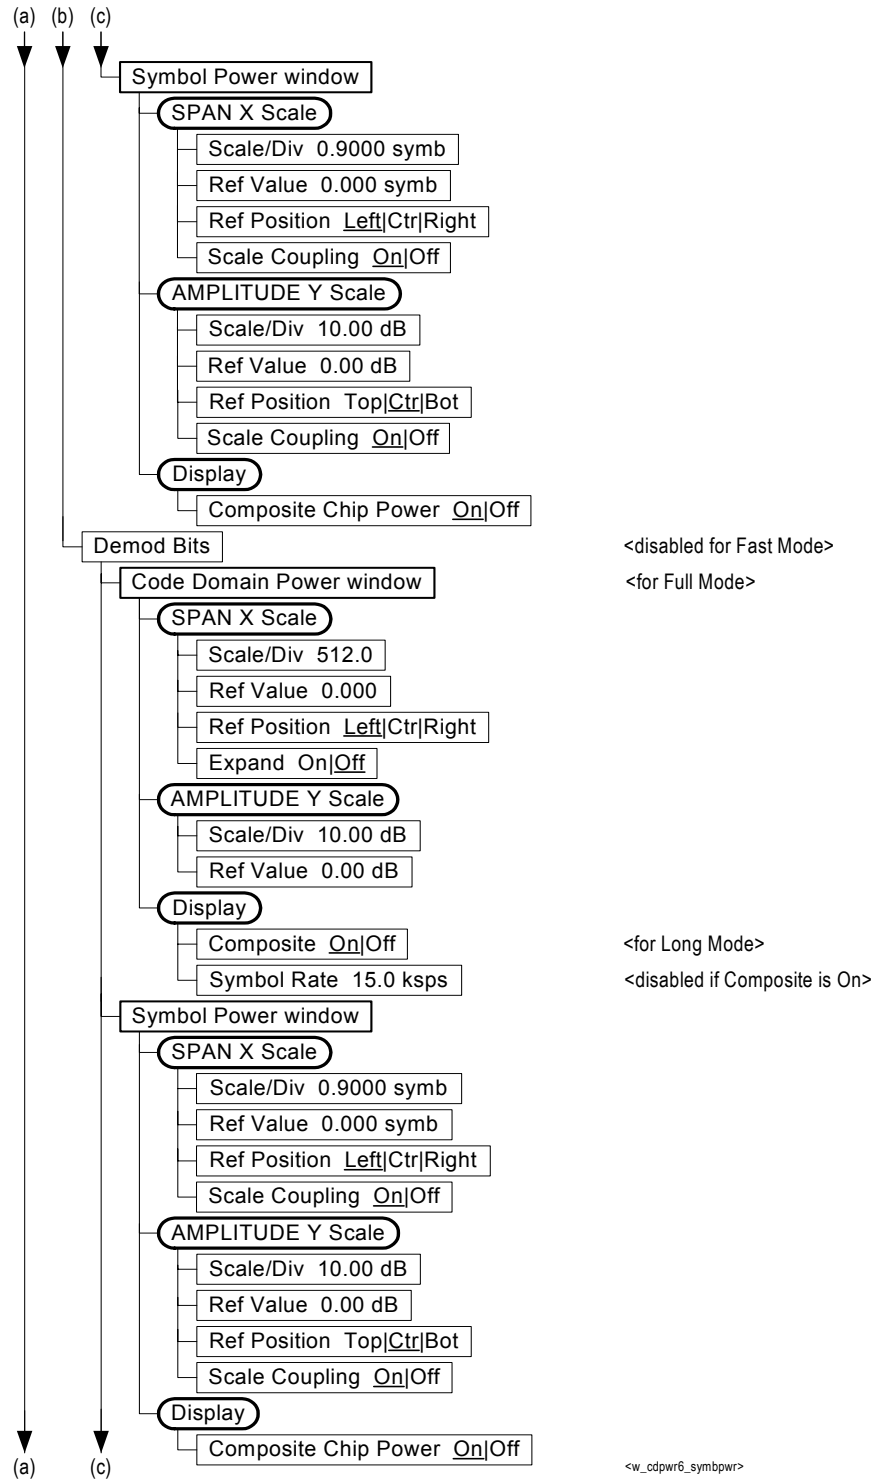 (a) (b) (c)
Symbol Power window
SPAN X Scale
Scale/Div 0.9000 symb
Ref Value 0.000 symb
Ref Position Left|Ctr|Right
Scale Coupling On|Off
AMPLITUDE Y Scale
Scale/Div 10.00 dB
Ref Value 0.00 dB
Ref Position Top|Ctr|Bot
Scale Coupling On|Off
Display
Composite Chip Power On|Off
Demod Bits <disabled for Fast Mode>
Code Domain Power window <for Full Mode>
SPAN X Scale
Scale/Div 512.0
Ref Value 0.000
Ref Position Left|Ctr|Right
Expand On|Off
AMPLITUDE Y Scale
Scale/Div 10.00 dB
Ref Value 0.00 dB
Display
Composite On|Off <for Long Mode>
Symbol Rate 15.0 ksps <disabled if Composite is On>
Symbol Power window
SPAN X Scale
Scale/Div 0.9000 symb
Ref Value 0.000 symb
Ref Position Left|Ctr|Right
Scale Coupling On|Off
AMPLITUDE Y Scale
Scale/Div 10.00 dB
Ref Value 0.00 dB
Ref Position Top|Ctr|Bot
Scale Coupling On|Off
Display
Composite Chip Power On|Off
(a) (c) <w_cdpwr6_symbpwr>